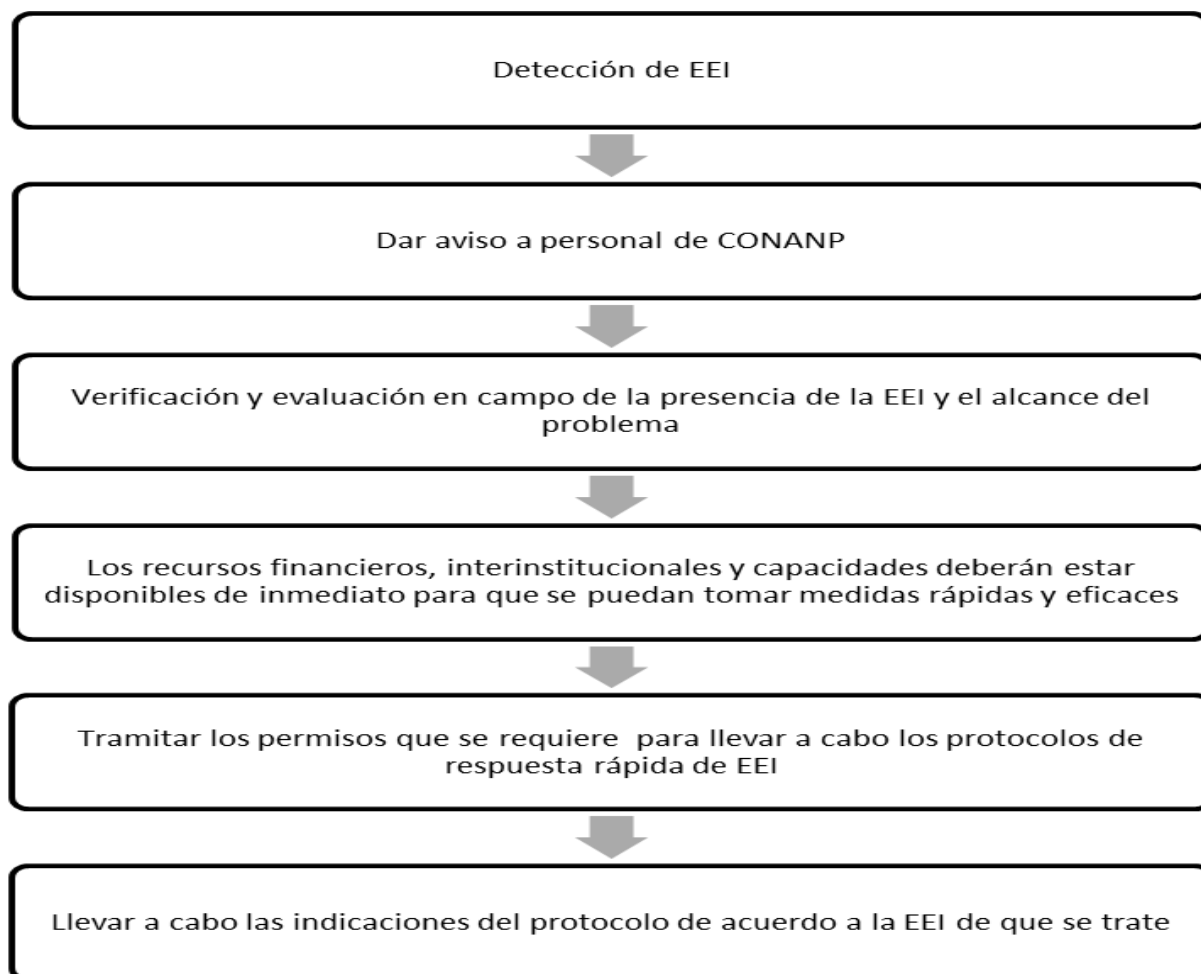 Detección de EEI
Dar aviso a personal de CONANP
Verificación y evaluación en campo de la presencia de la EEI y el alcance del
problema
Los recursos financieros, interinstitucionales y capacidades deberán estar
disponibles de inmediato para que se puedan tomar medidas rápidas y eficaces
Tramitar los permisos que se requiere  para llevar a cabo los protocolos de
respuesta rápida de EEI
Llevar a cabo las indicaciones del protocolo de acuerdo a la EEI de que se trate